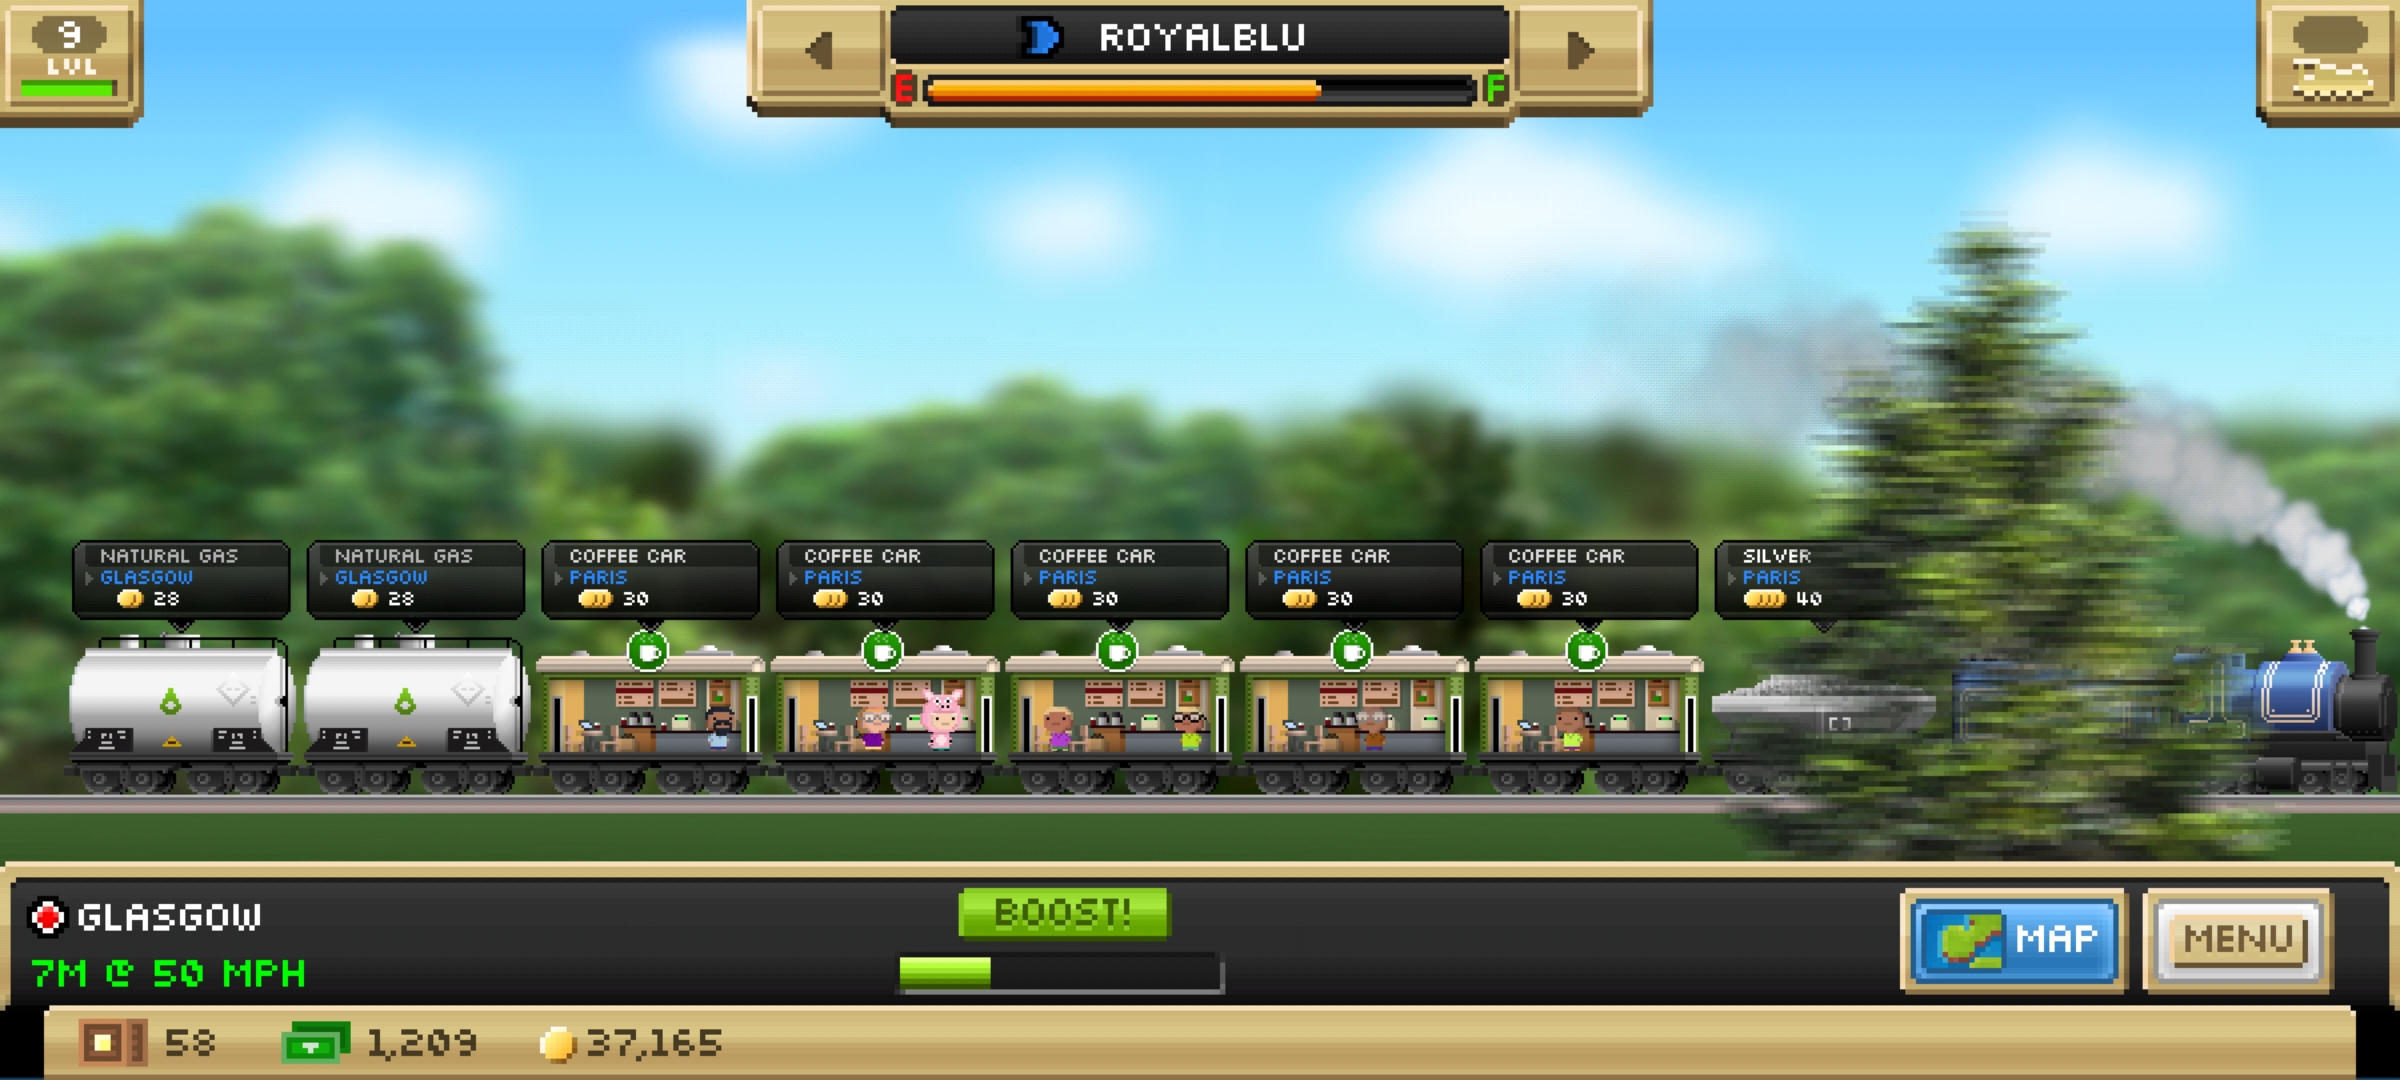 9
LVL
ROYALBLU
E
F
NATURAL GAS
GLASGOW
28
NATURAL GAS
GLASGOW
28
COFFEE CAR
PARIS
30
COFFEE CAR
PARIS
30
COFFEE CAR
PARIS
30
COFFEE CAR
PARIS
30
COFFEE CAR
PARIS
30
SILVER
PARIS
40
GLASGOW
7M @ 50 MPH
BOOST!
MAP
MENU
58
1,209
37,165